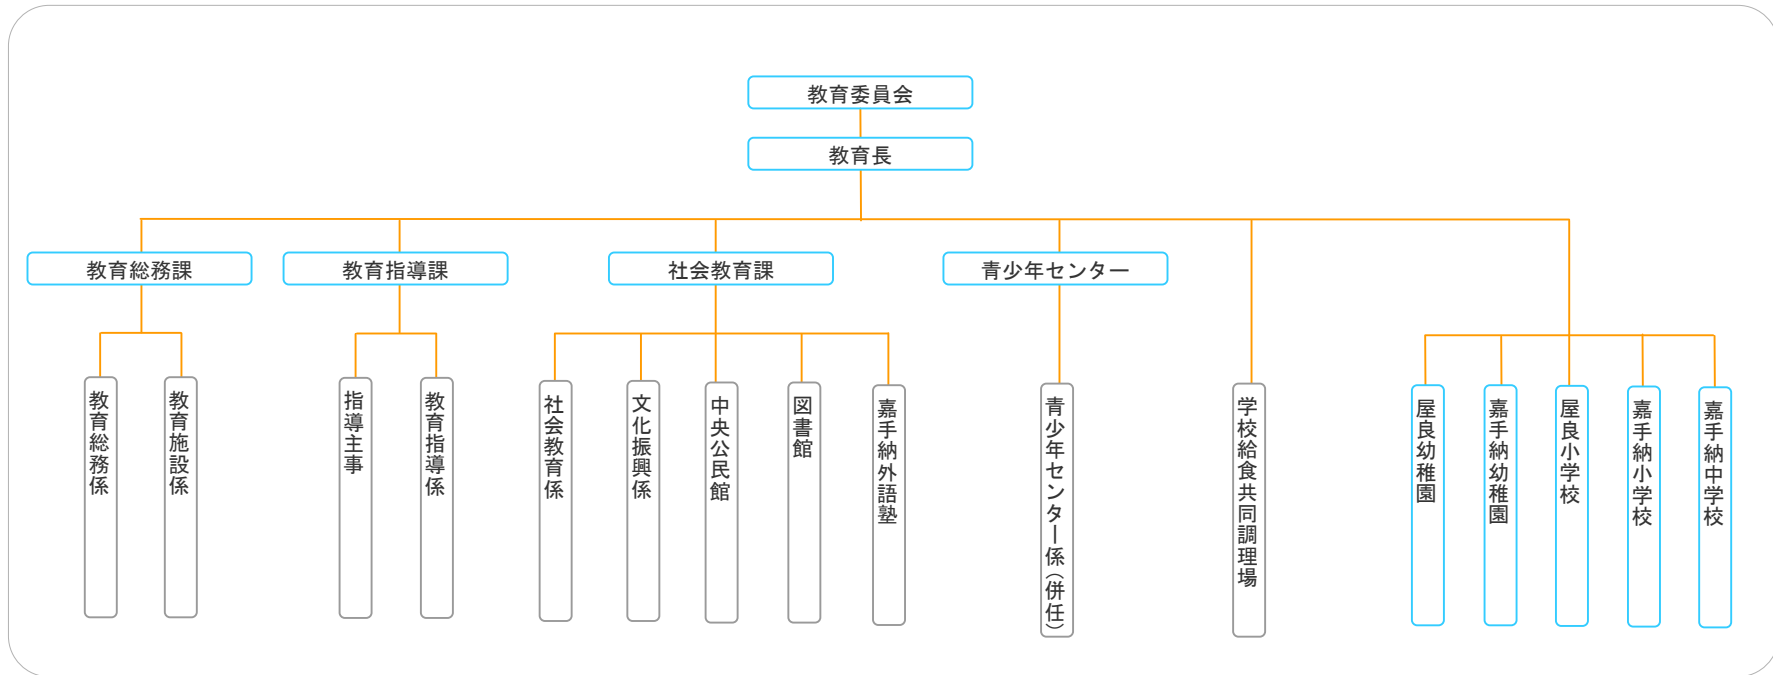 教育委員会
教育長
教育総務課
教育指導課
社会教育課
青少年センター
教育総務係
教育施設係
指導主事
教育指導係
社会教育係
文化振興係
中央公民館
図書館
嘉手納外語塾
青少年センター係(併任)
学校給食共同調理場
屋良幼稚園
嘉手納幼稚園
屋良小学校
嘉手納小学校
嘉手納中学校